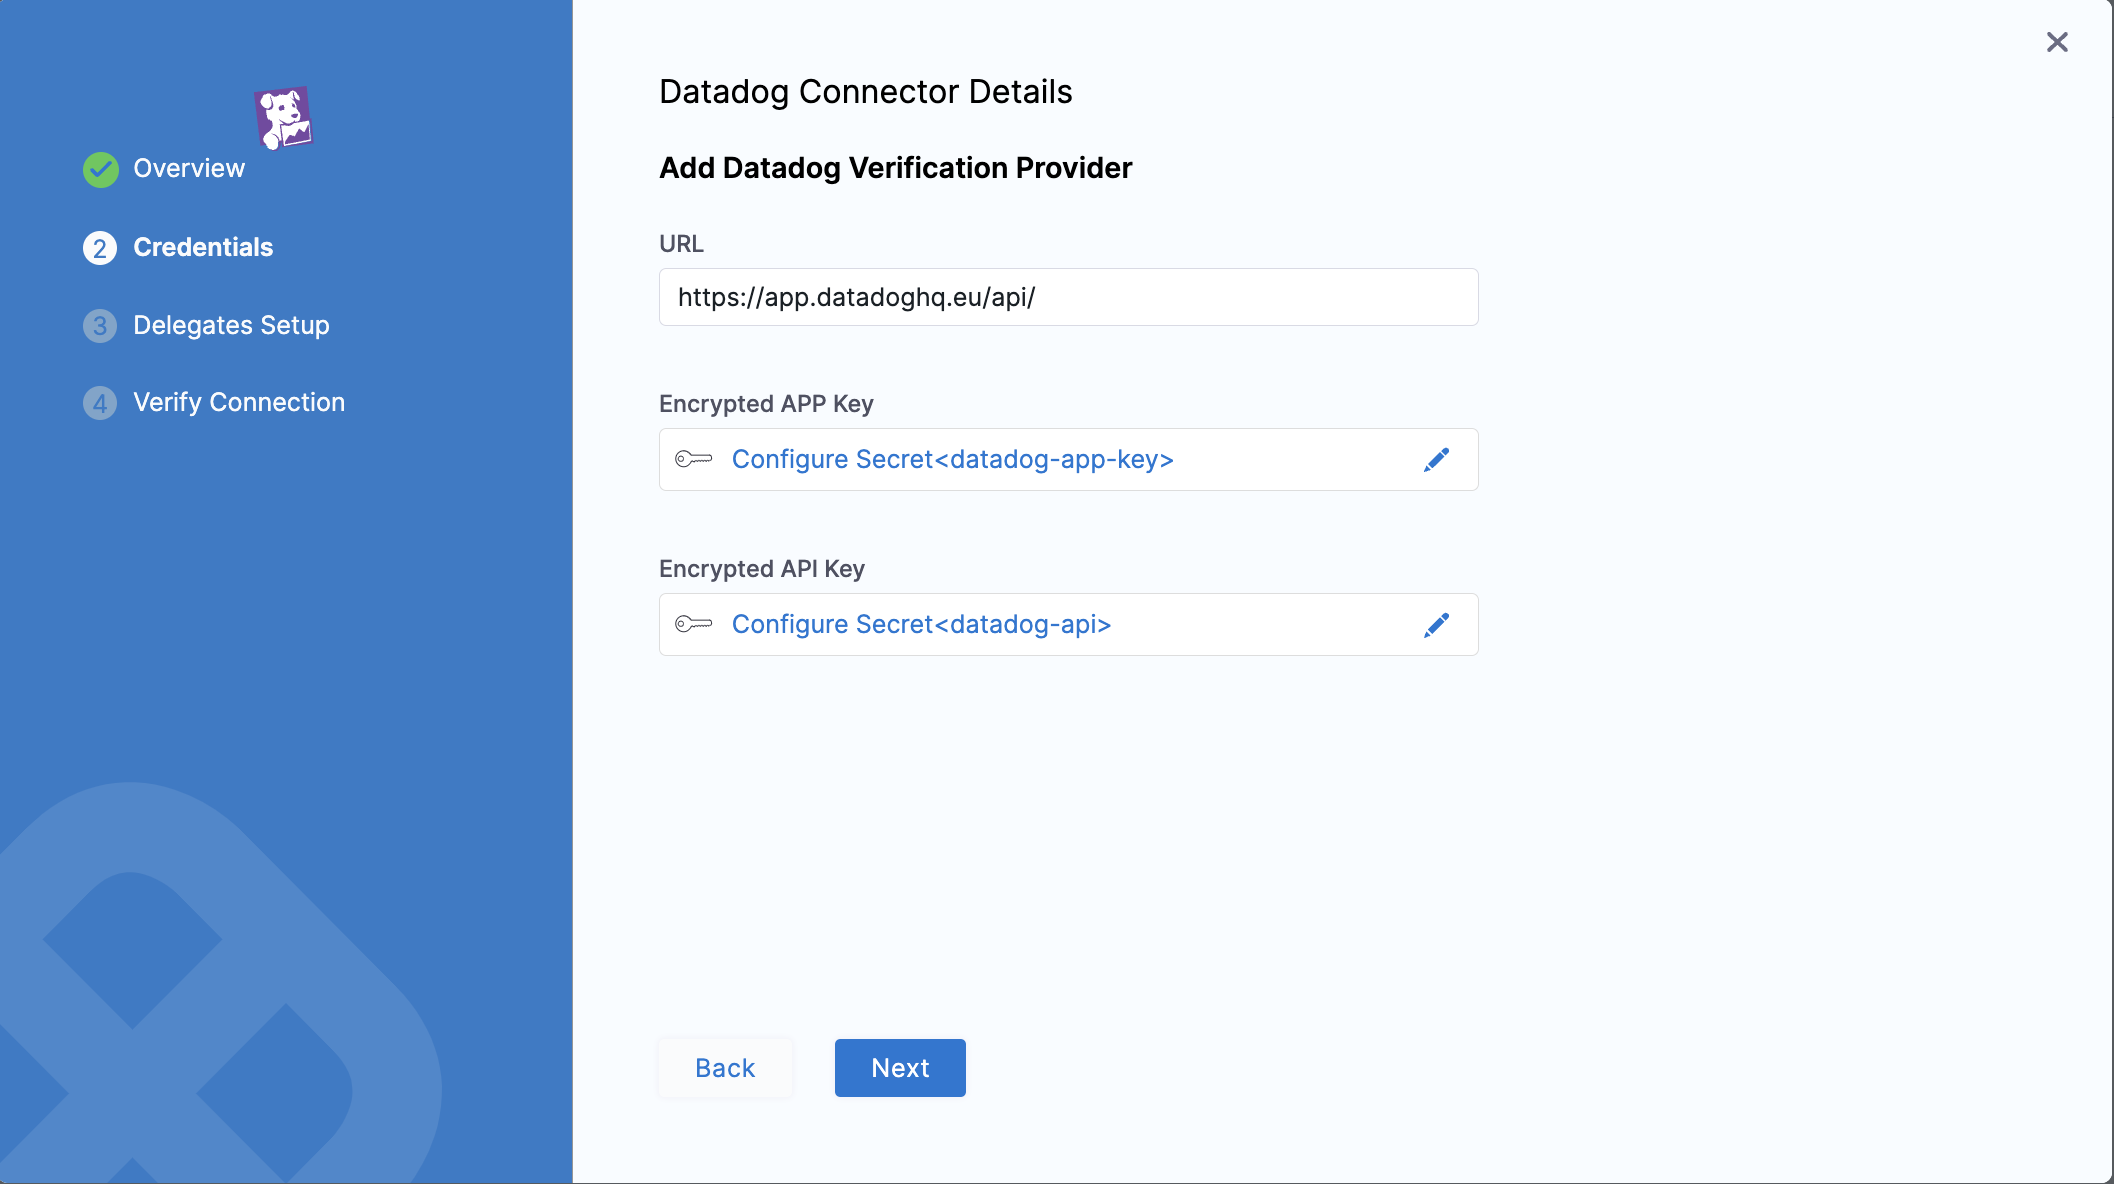 Overview
2 Credentials
3 Delegates Setup
4 Verify Connection
Datadog Connector Details
Add Datadog Verification Provider
URL
https://app.datadoghq.eu/api/
Encrypted APP Key
Configure Secret<datadog-app-key>
Encrypted API Key
Configure Secret<datadog-api>
Back Next